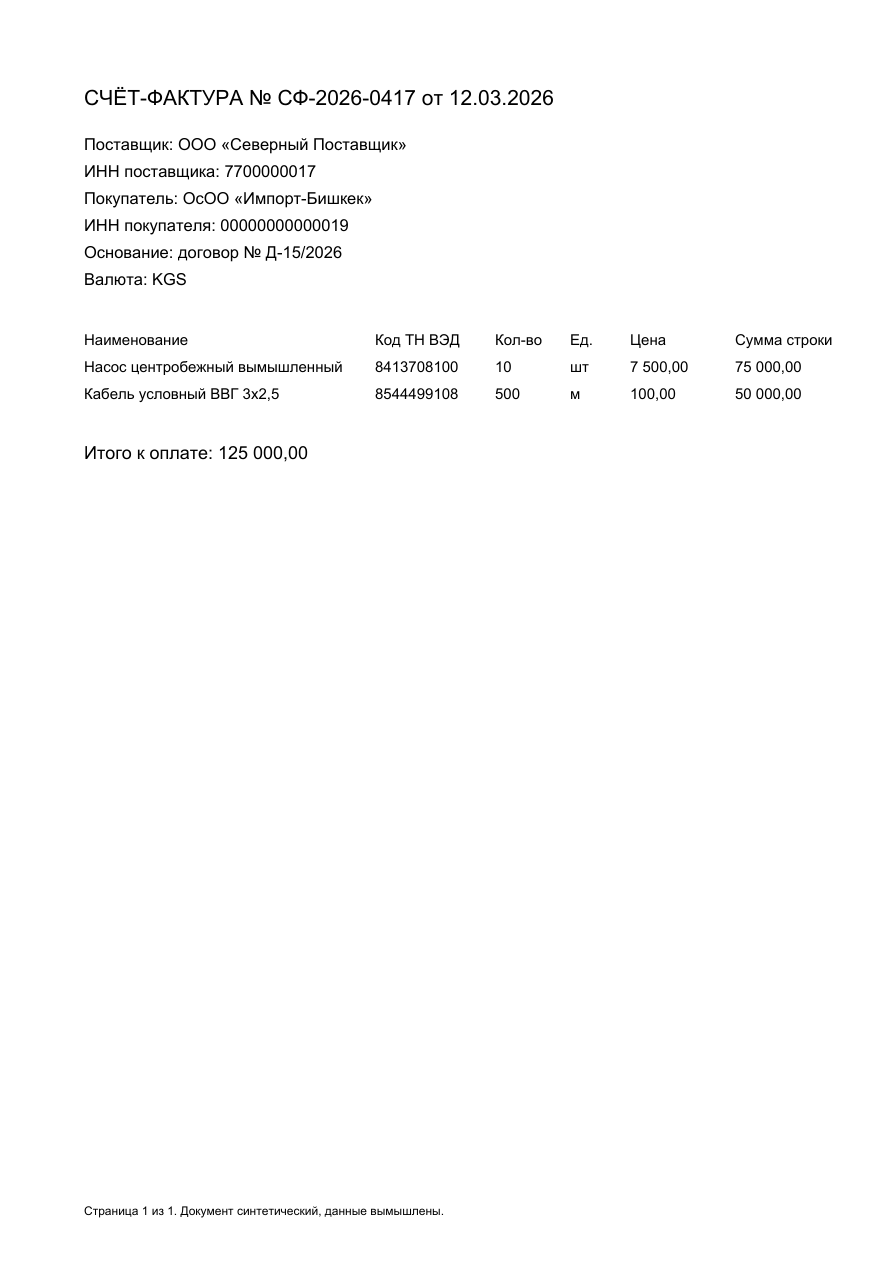 СЧЁТ-ФАКТУРА № СФ-2026-0417 от 12.03.2026
Поставщик: ООО «Северный Поставщик»
ИНН поставщика: 7700000017
Покупатель: ОсОО «Импорт-Бишкек»
ИНН покупателя: 00000000000019
Основание: договор № Д-15/2026
Валюта: KGS
Наименование Код ТН ВЭД Кол-во Ед. Цена Сумма строки
Насос центробежный вымышленный 8413708100 10 шт 7 500,00 75 000,00
Кабель условный ВВГ 3х2,5 8544499108 500 м 100,00 50 000,00
Итого к оплате: 125 000,00
Страница 1 из 1. Документ синтетический, данные вымышлены.